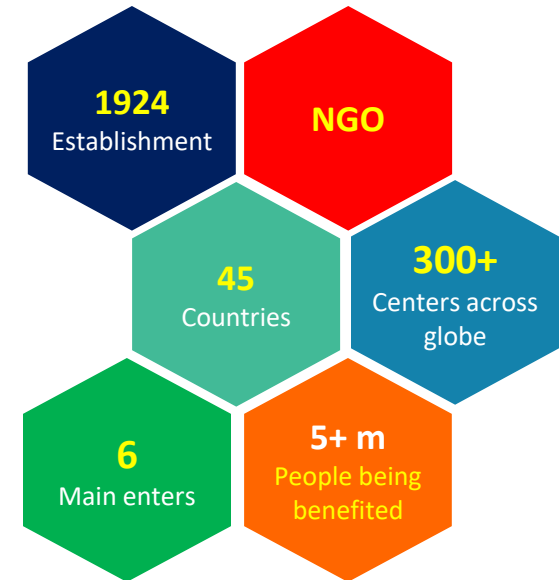 1924
Establishment
NGO
45
Countries
300+
Centers across
globe
6
Main enters
5+ m
People being
benefited